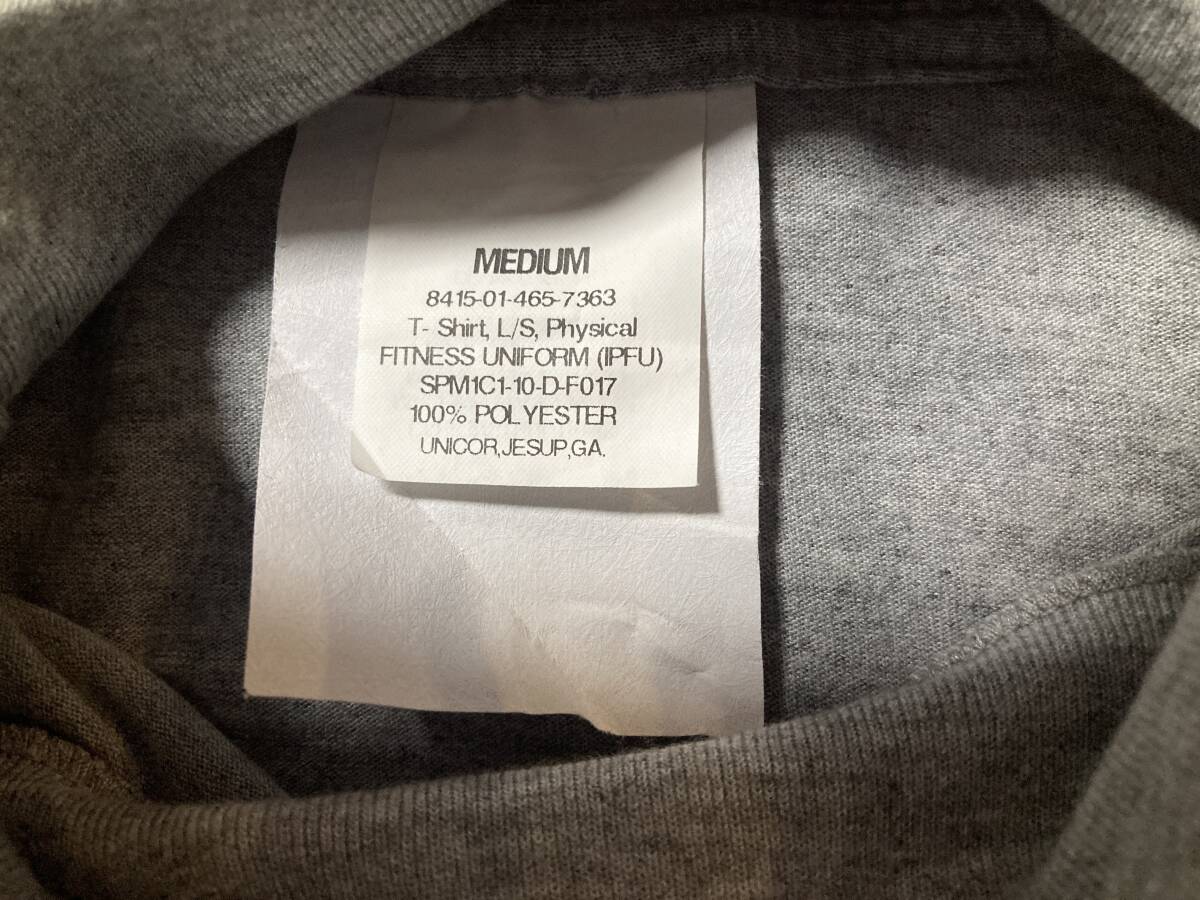 MEDIUM
8415-01-465-7363
T- Shirt, L/S, Physical
FITNESS UNIFORM (IPFU)
SPM1C1-10-D-F017
100% POLYESTER
UNICOR,JESUP,GA.